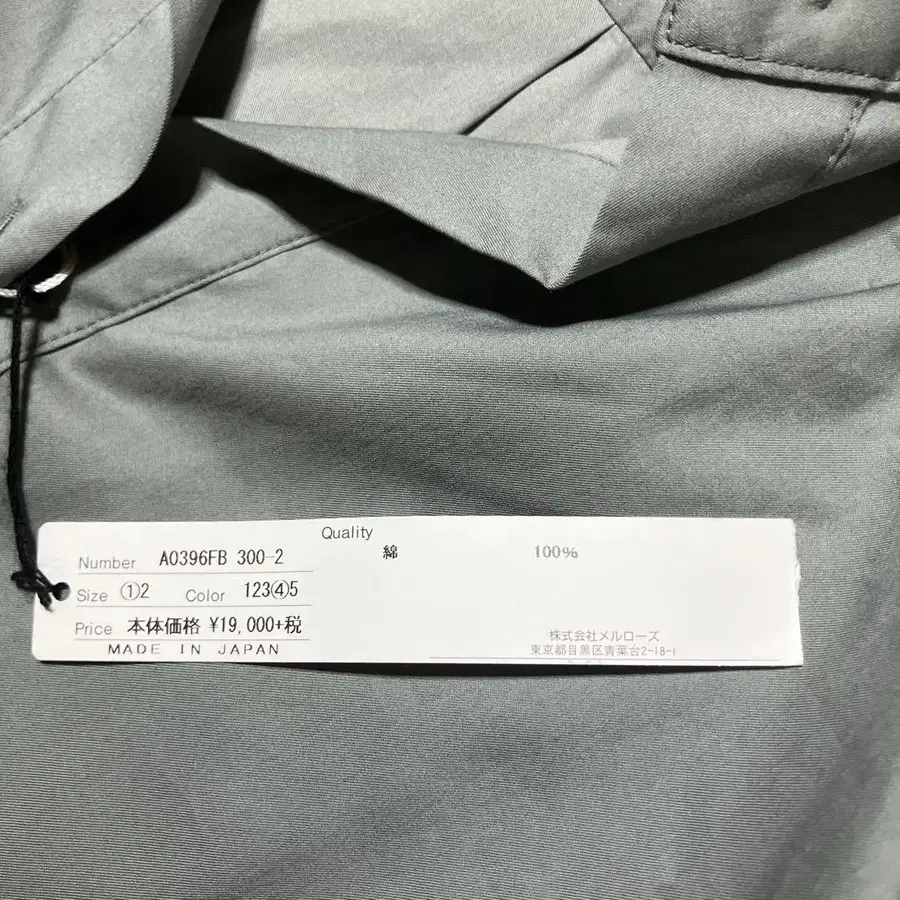 Number A0396FB 300-2
Size ①2 Color 123④5
Price 本体価格 ¥19,000+税
MADE IN JAPAN
Quality
綿 100%
株式会社メルローズ
東京都目黒区青葉台2-18-1